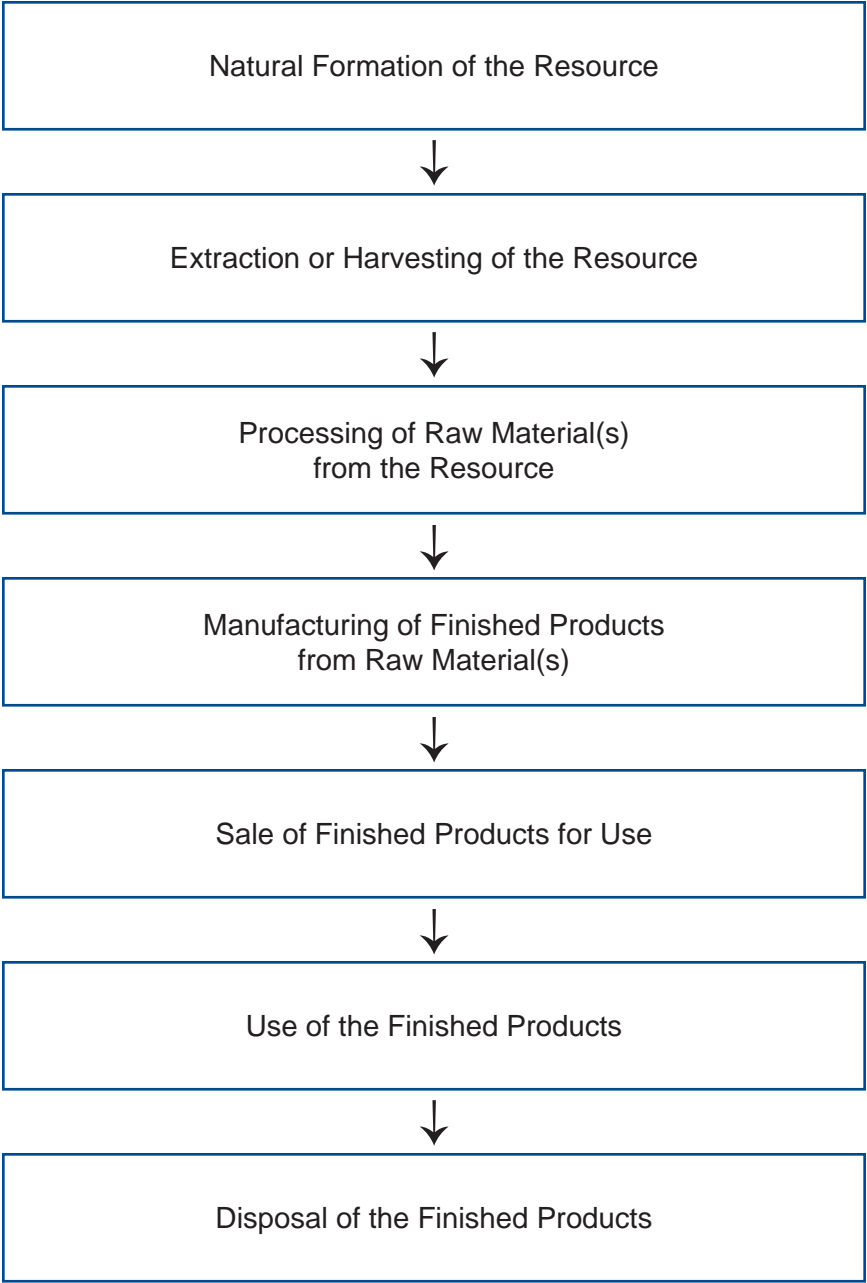 Natural Formation of the Resource
Extraction or Harvesting of the Resource
Processing of Raw Material(s)
from the Resource
Manufacturing of Finished Products
from Raw Material(s)
Sale of Finished Products for Use
Use of the Finished Products
Disposal of the Finished Products